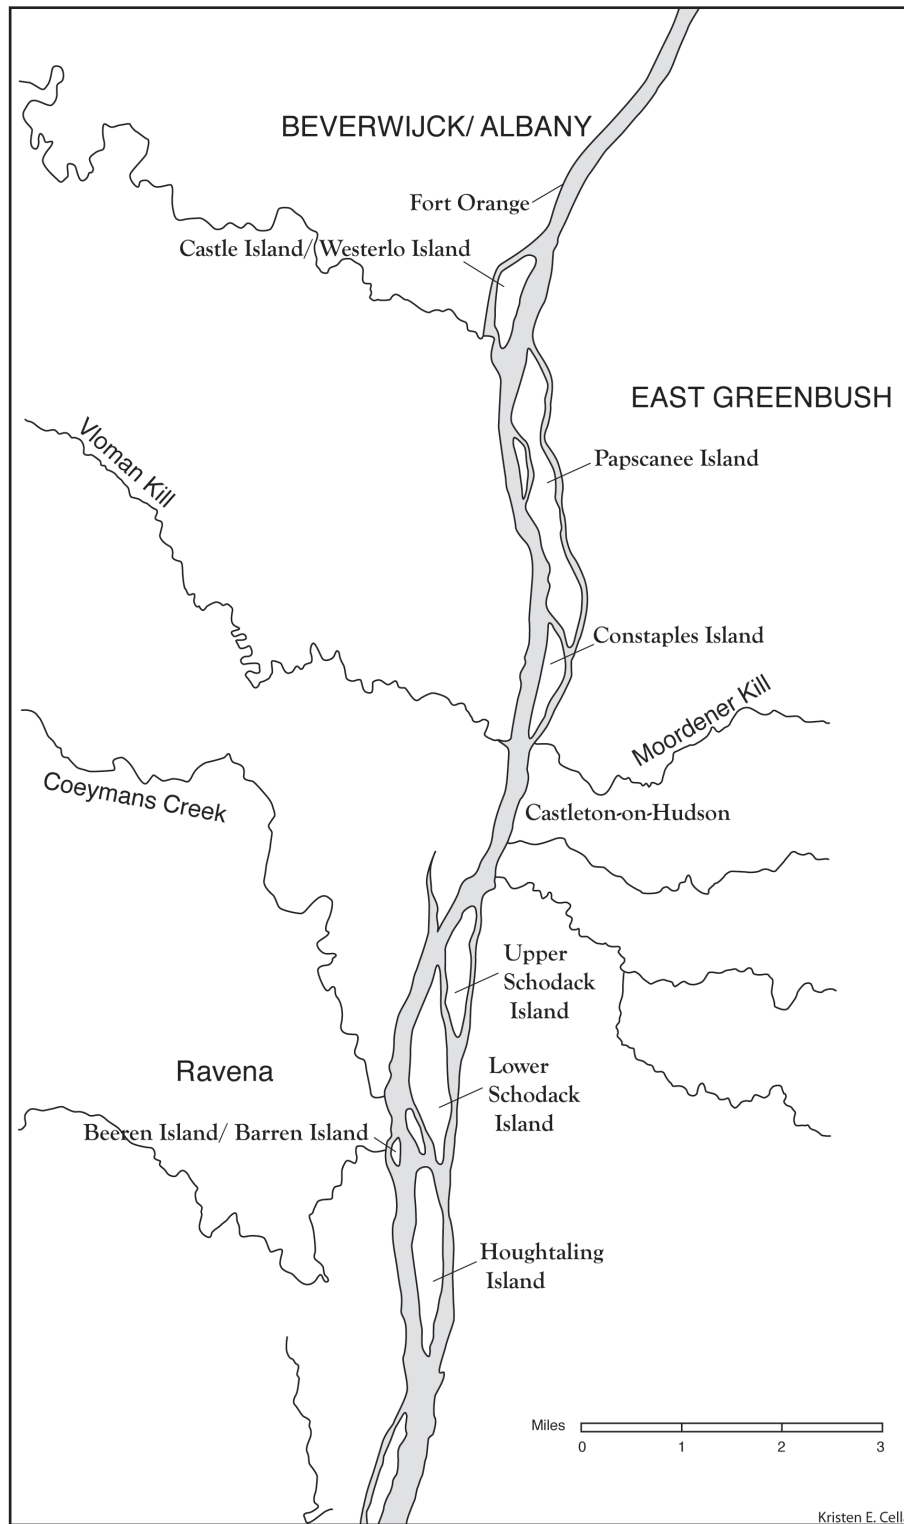 BEVERWIJCK/ ALBANY
Fort Orange
Castle Island/ Westerlo Island
EAST GREENBUSH
Vloman Kill
Papscanee Island
Constaples Island
Moordener Kill
Coeymans Creek
Castleton-on-Hudson
Upper
Schodack
Island
Ravena
Lower
Schodack
Island
Beeren Island/ Barren Island
Houghtaling
Island
Miles
0 1 2 3
Kristen E. Cell